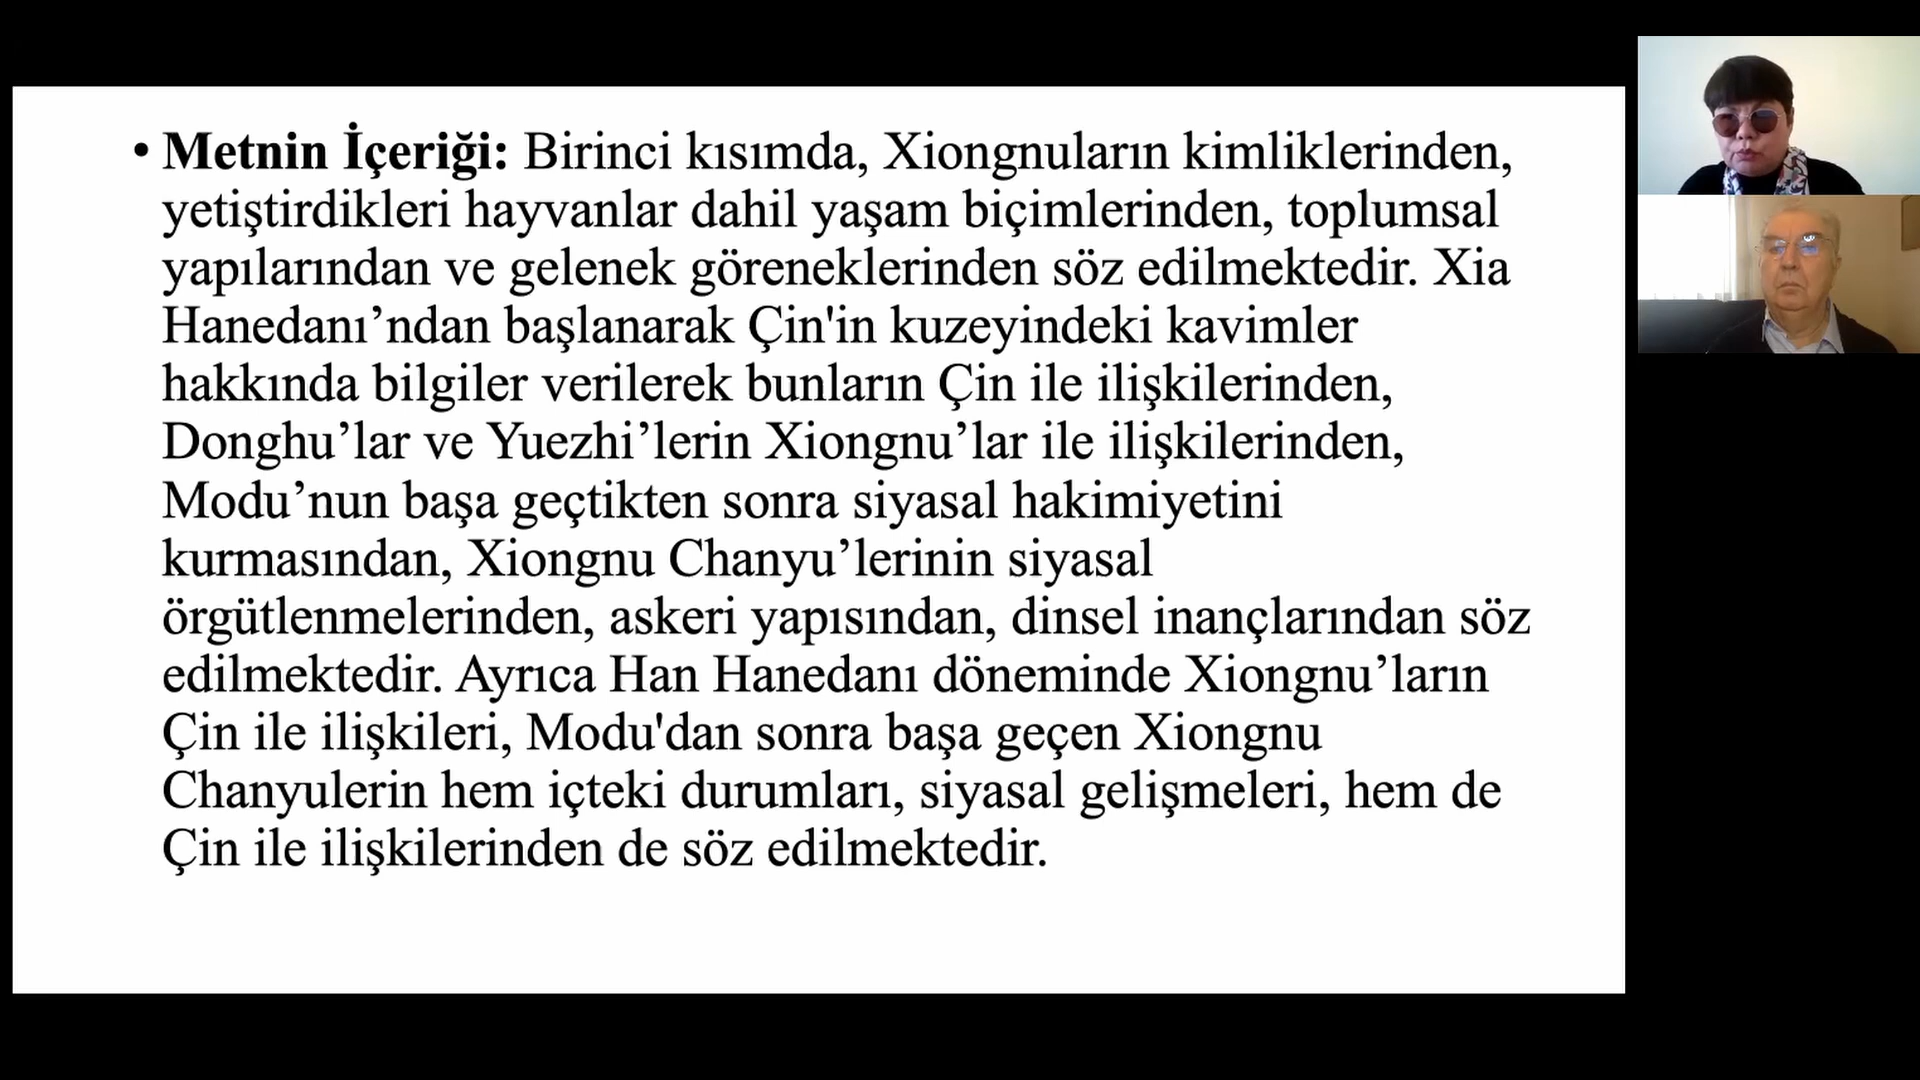 • Metnin İçeriği: Birinci kısımda, Xiongnuların kimliklerinden,
yetiştirdikleri hayvanlar dahil yaşam biçimlerinden, toplumsal
yapılarından ve gelenek göreneklerinden söz edilmektedir. Xia
Hanedanı’ndan başlanarak Çin'in kuzeyindeki kavimler
hakkında bilgiler verilerek bunların Çin ile ilişkilerinden,
Donghu’lar ve Yuezhi’lerin Xiongnu’lar ile ilişkilerinden,
Modu’nun başa geçtikten sonra siyasal hakimiyetini
kurmasından, Xiongnu Chanyu’lerinin siyasal
örgütlenmelerinden, askeri yapısından, dinsel inançlarından söz
edilmektedir. Ayrıca Han Hanedanı döneminde Xiongnu’ların
Çin ile ilişkileri, Modu'dan sonra başa geçen Xiongnu
Chanyulerin hem içteki durumları, siyasal gelişmeleri, hem de
Çin ile ilişkilerinden de söz edilmektedir.